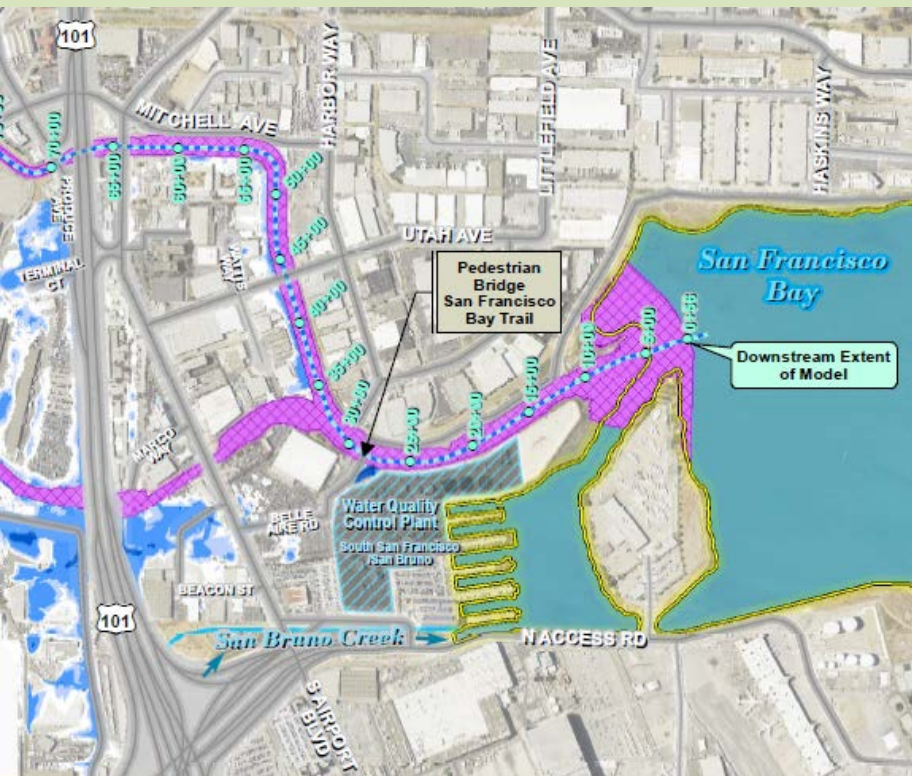 101
HARBOR WAY
LITTLEFIELD AVE
HASKINS WAY
MITCHELL AVE
70+00
65+00
60+00
55+00
50+00
PRODUCE
AVE
UTAH AVE
45+00
WATTIS
WAY
TERMINAL
CT
San Francisco
Bay
Pedestrian
Bridge
San Francisco
Bay Trail
40+00
Downstream Extent
of Model
5+00
10+00
35+00
15+00
30+00
25+00
20+00
MARCO
WAY
Water Quality
Control Plant
South San Francisco
/San Bruno
BELLE
AIRE RD
BEACON ST
101
San Bruno Creek
N ACCESS RD
S AIRPORT
BLVD